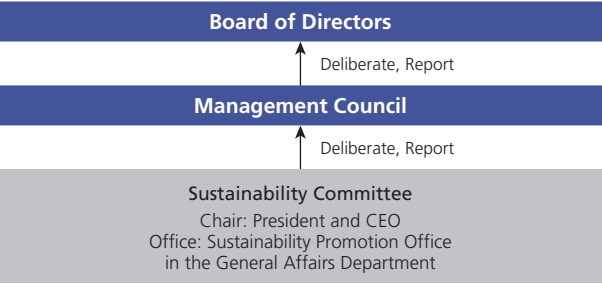 Board of Directors
Deliberate, Report
Management Council
Deliberate, Report
Sustainability Committee
Chair: President and CEO
Office: Sustainability Promotion Office
in the General Affairs Department